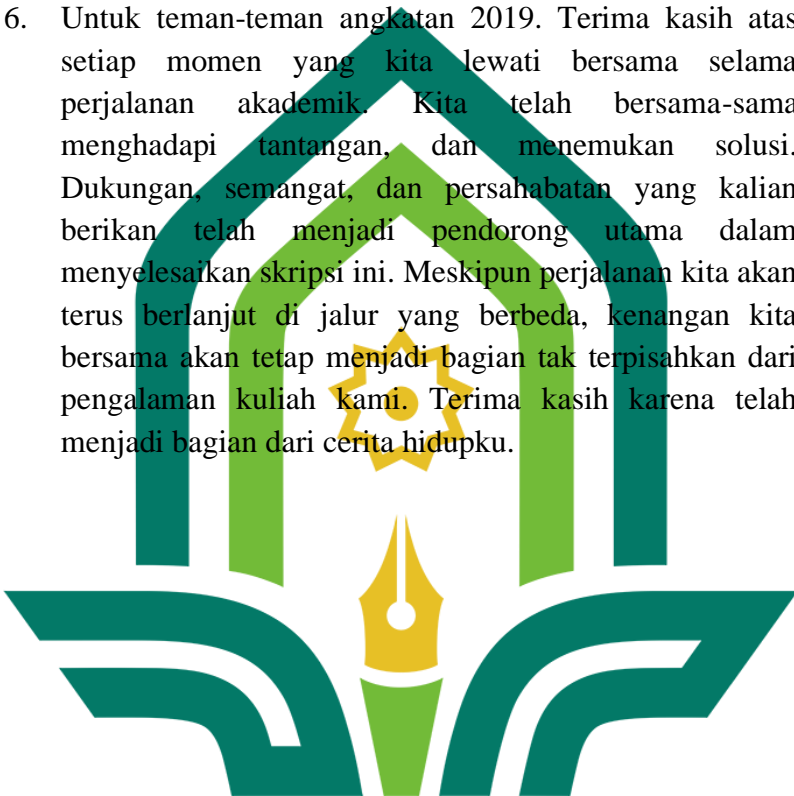 6. Untuk teman-teman angkatan 2019. Terima kasih atas
setiap momen yang kita lewati bersama selama
perjalanan akademik. Kita telah bersama-sama
menghadapi tantangan, dan menemukan solusi.
Dukungan, semangat, dan persahabatan yang kalian
berikan telah menjadi pendorong utama dalam
menyelesaikan skripsi ini. Meskipun perjalanan kita akan
terus berlanjut di jalur yang berbeda, kenangan kita
bersama akan tetap menjadi bagian tak terpisahkan dari
pengalaman kuliah kami. Terima kasih karena telah
menjadi bagian dari cerita hidupku.